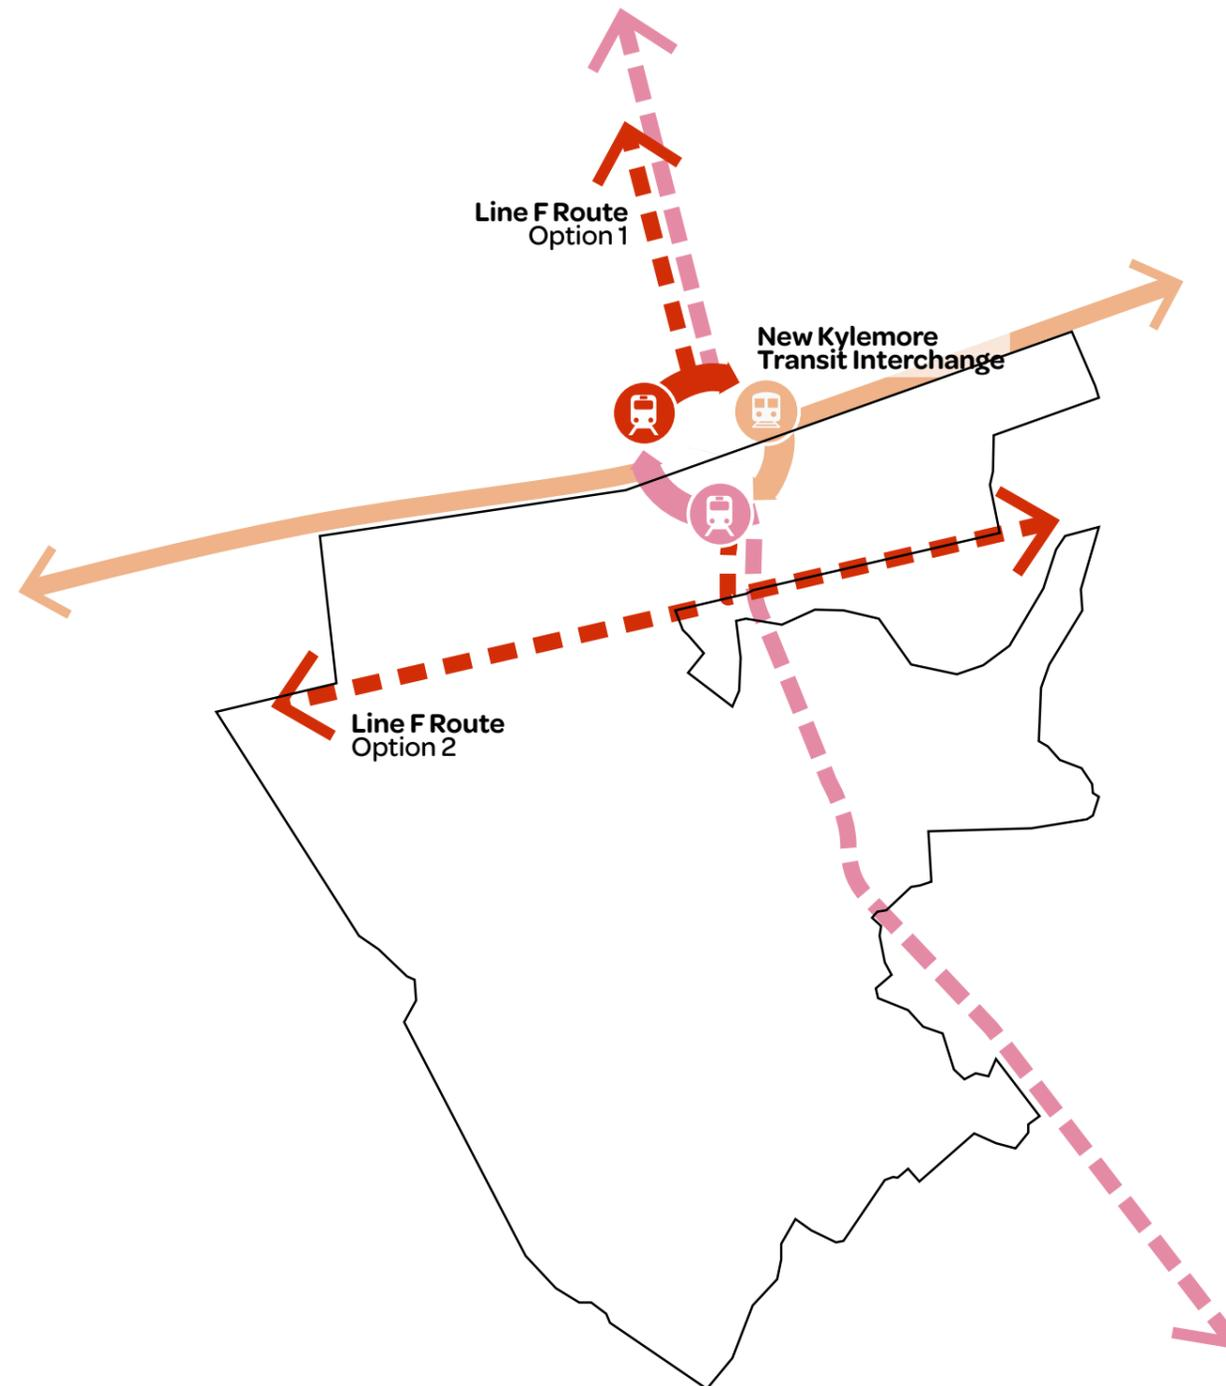 Line F Route
Option 1
New Kylemore
Transit Interchange
Line F Route
Option 2